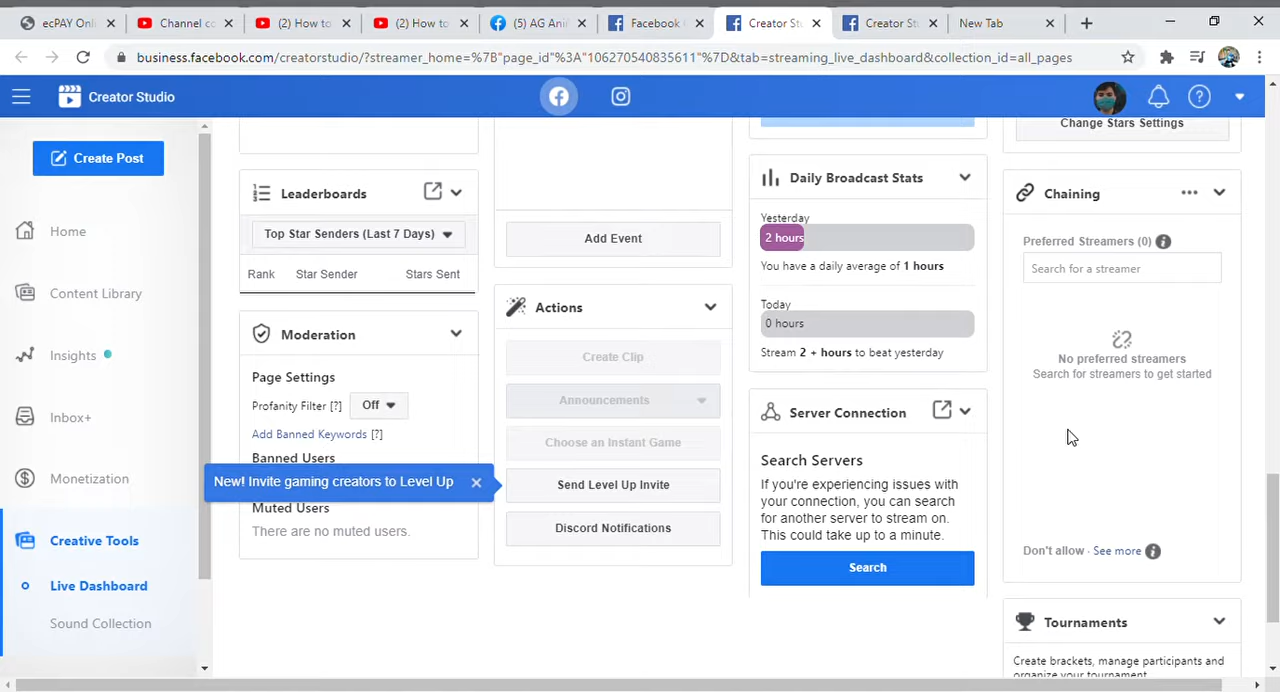 ecPAY Onli
Channel co
(2) How to
(2) How to
(5) AG Ani
Facebook
Creator Stu
Creator Stu
New Tab
business.facebook.com/creatorstudio/?streamer_home=%7B"page_id"%3A"106270540835611"%7D&tab=streaming_live_dashboard&collection_id=all_pages
Creator Studio
Create Post
Home
Content Library
Insights
Inbox+
Monetization
Creative Tools
Live Dashboard
Sound Collection
Leaderboards
Top Star Senders (Last 7 Days)
Rank Star Sender Stars Sent
Moderation
Page Settings
Profanity Filter [?] Off
Add Banned Keywords [?]
Banned Users
New! Invite gaming creators to Level Up
Muted Users
There are no muted users.
Add Event
Actions
Create Clip
Announcements
Choose an Instant Game
Send Level Up Invite
Discord Notifications
Daily Broadcast Stats
Yesterday
2 hours
You have a daily average of 1 hours
Today
0 hours
Stream 2 + hours to beat yesterday
Server Connection
Search Servers
If you're experiencing issues with
your connection, you can search
for another server to stream on.
This could take up to a minute.
Search
Change Stars Settings
Chaining
Preferred Streamers (0)
Search for a streamer
No preferred streamers
Search for streamers to get started
Don't allow · See more
Tournaments
Create brackets, manage participants and
organize your tournament